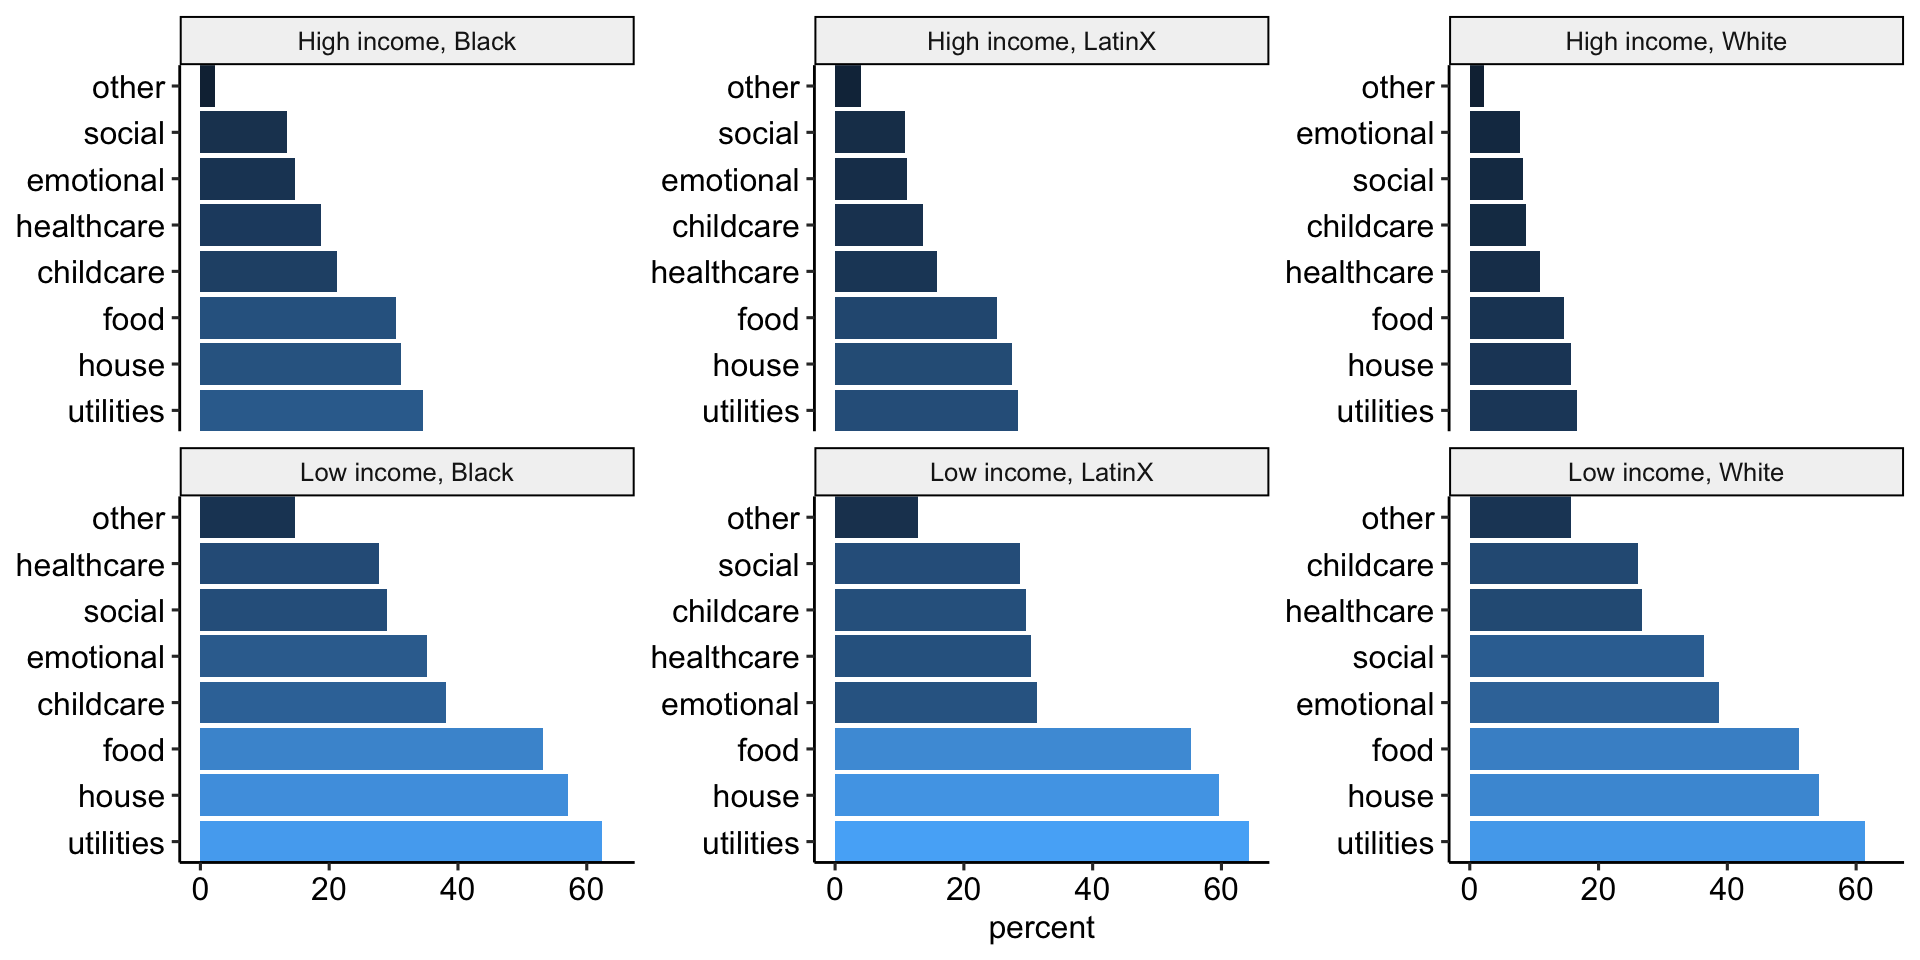 High income, Black
other
social
emotional
healthcare
childcare
food
house
utilities
High income, LatinX
other
social
emotional
childcare
healthcare
food
house
utilities
High income, White
other
emotional
social
childcare
healthcare
food
house
utilities
Low income, Black
other
healthcare
social
emotional
childcare
food
house
utilities
0 20 40 60
Low income, LatinX
other
social
childcare
healthcare
emotional
food
house
utilities
0 20 40 60
Low income, White
other
childcare
healthcare
social
emotional
food
house
utilities
0 20 40 60
percent